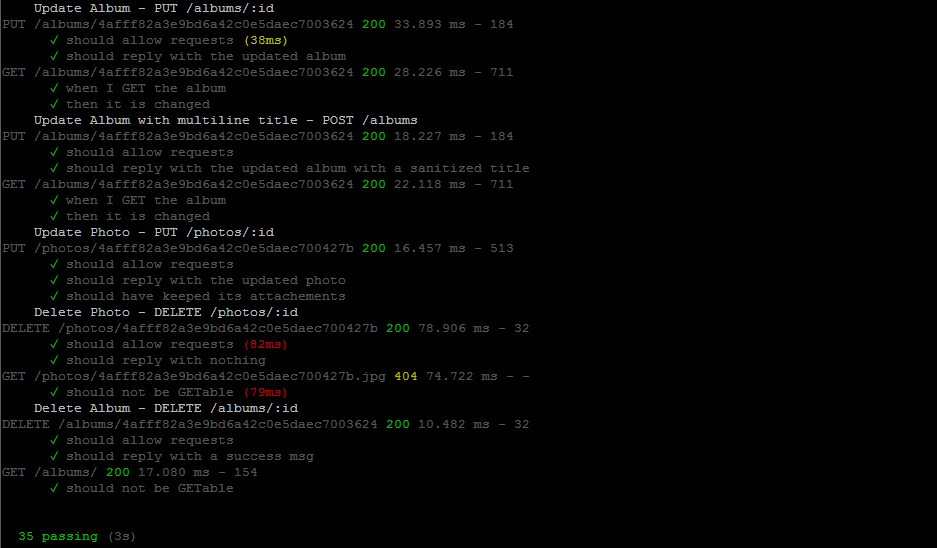 Update Album - PUT /albums/:id
PUT /albums/4afff82a3e9bd6a42c0e5daec7003624 200 33.893 ms - 184
✓ should allow requests (38ms)
✓ should reply with the updated album
GET /albums/4afff82a3e9bd6a42c0e5daec7003624 200 28.226 ms - 711
✓ when I GET the album
✓ then it is changed
Update Album with multiline title - POST /albums
PUT /albums/4afff82a3e9bd6a42c0e5daec7003624 200 18.227 ms - 184
✓ should allow requests
✓ should reply with the updated album with a sanitized title
GET /albums/4afff82a3e9bd6a42c0e5daec7003624 200 22.118 ms - 711
✓ when I GET the album
✓ then it is changed
Update Photo - PUT /photos/:id
PUT /photos/4afff82a3e9bd6a42c0e5daec700427b 200 16.457 ms - 513
✓ should allow requests
✓ should reply with the updated photo
✓ should have keeped its attachements
Delete Photo - DELETE /photos/:id
DELETE /photos/4afff82a3e9bd6a42c0e5daec700427b 200 78.906 ms - 32
✓ should allow requests (82ms)
✓ should reply with nothing
GET /photos/4afff82a3e9bd6a42c0e5daec700427b.jpg 404 74.722 ms - -
✓ should not be GETable (79ms)
Delete Album - DELETE /albums/:id
DELETE /albums/4afff82a3e9bd6a42c0e5daec7003624 200 10.482 ms - 32
✓ should allow requests
✓ should reply with a success msg
GET /albums/ 200 17.080 ms - 154
✓ should not be GETable
35 passing (3s)